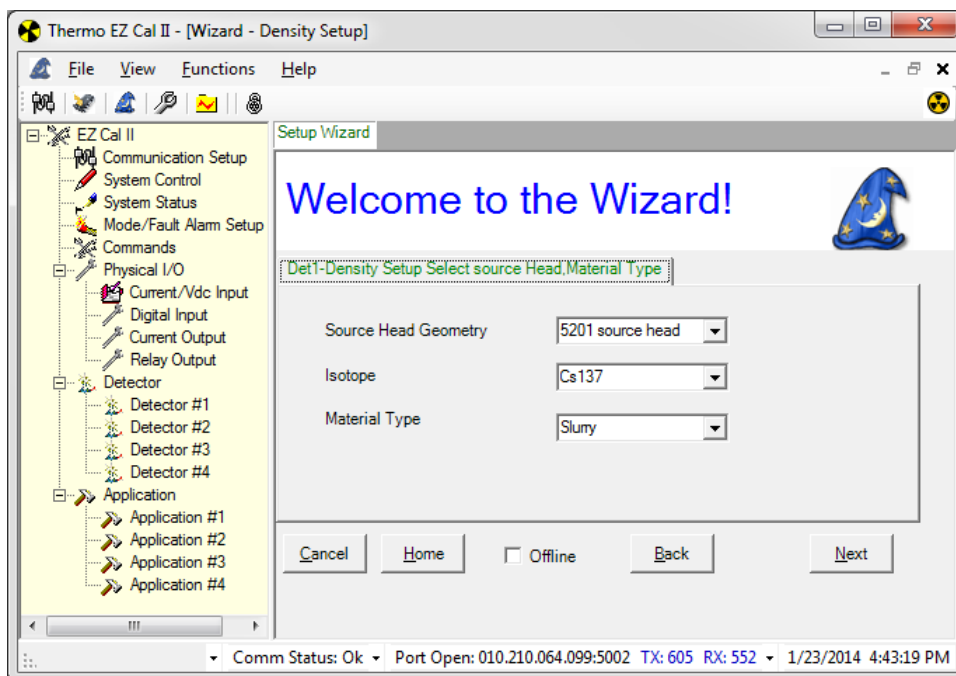 Thermo EZ Cal II - [Wizard - Density Setup]
File View Functions Help
EZ Cal II
Communication Setup
System Control
System Status
Mode/Fault Alarm Setup
Commands
Physical I/O
Current/Vdc Input
Digital Input
Current Output
Relay Output
Detector
Detector #1
Detector #2
Detector #3
Detector #4
Application
Application #1
Application #2
Application #3
Application #4
Setup Wizard
Welcome to the Wizard!
Det1-Density Setup Select source Head,Material Type
Source Head Geometry 5201 source head
Isotope Cs137
Material Type Slurry
Cancel Home Offline Back Next
Comm Status: Ok Port Open: 010.210.064.099:5002 TX: 605 RX: 552 1/23/2014 4:43:19 PM